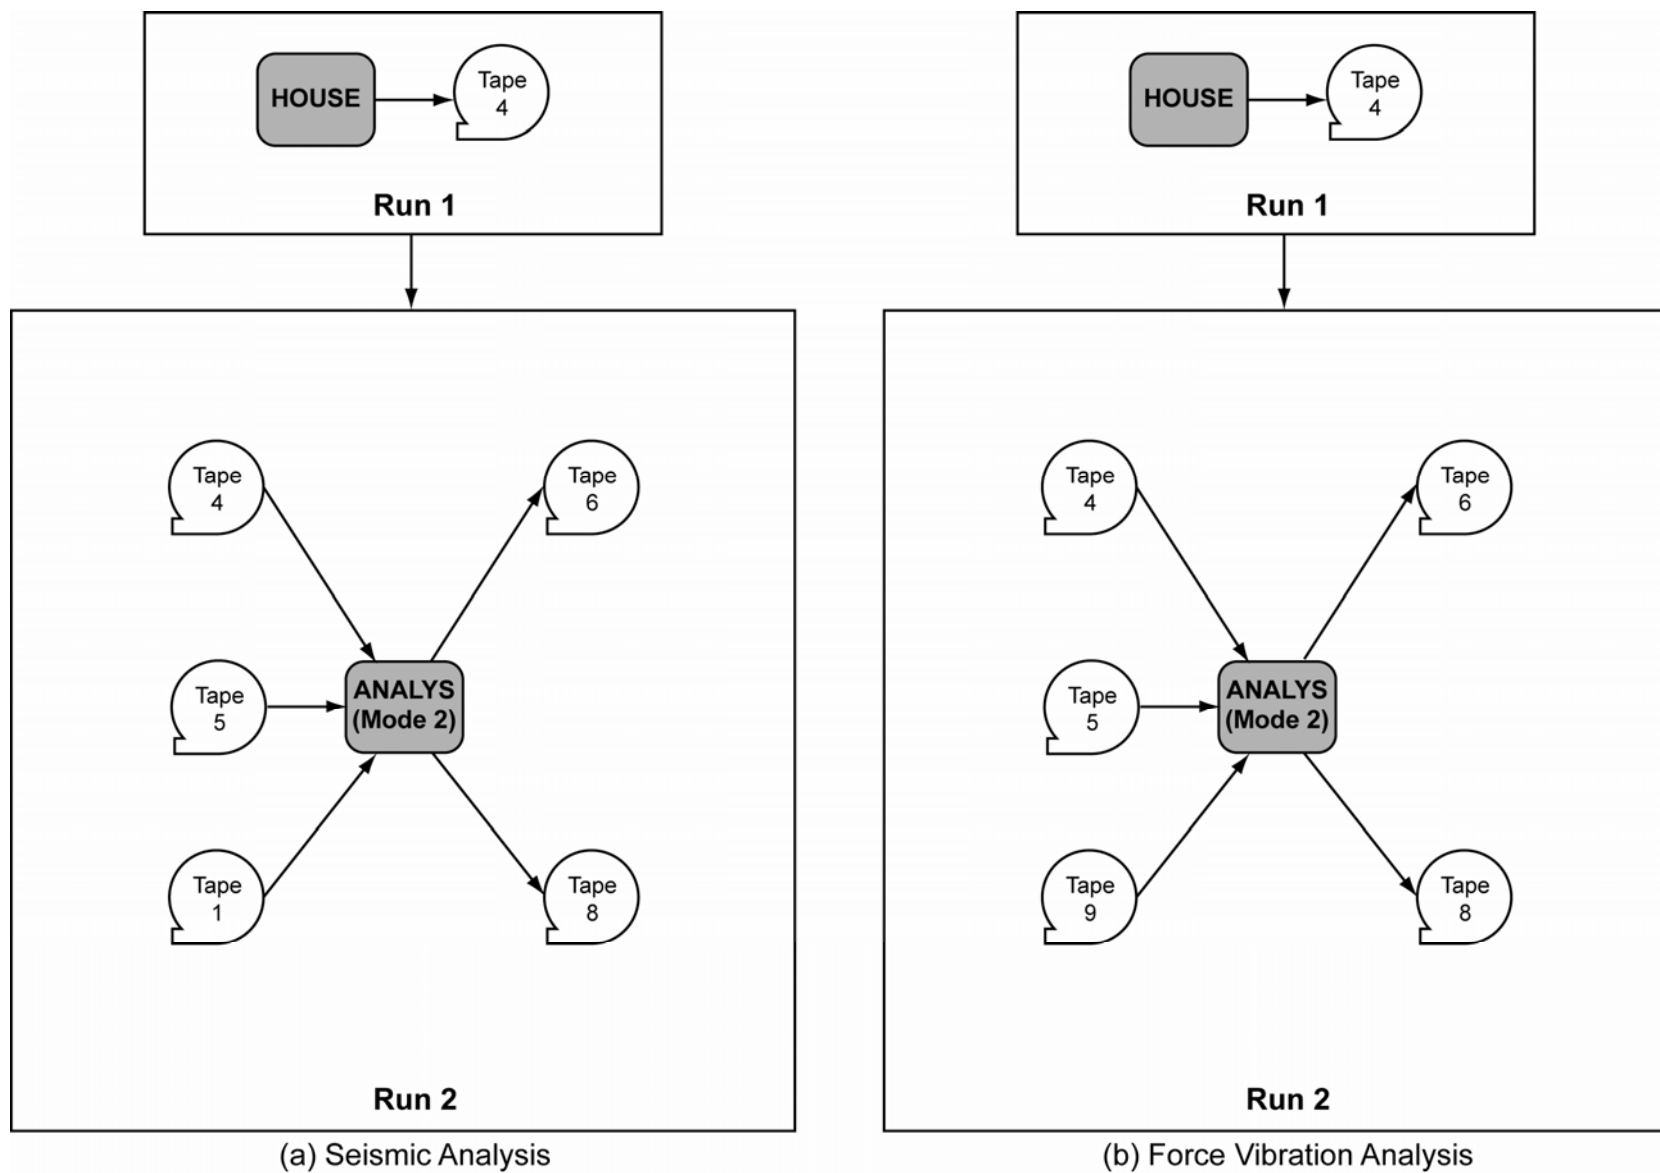 HOUSE
Tape
4
Run 1
Tape
4
Tape
6
Tape
5
ANALYS
(Mode 2)
Tape
1
Tape
8
Run 2
(a) Seismic Analysis
HOUSE
Tape
4
Run 1
Tape
4
Tape
6
Tape
5
ANALYS
(Mode 2)
Tape
9
Tape
8
Run 2
(b) Force Vibration Analysis